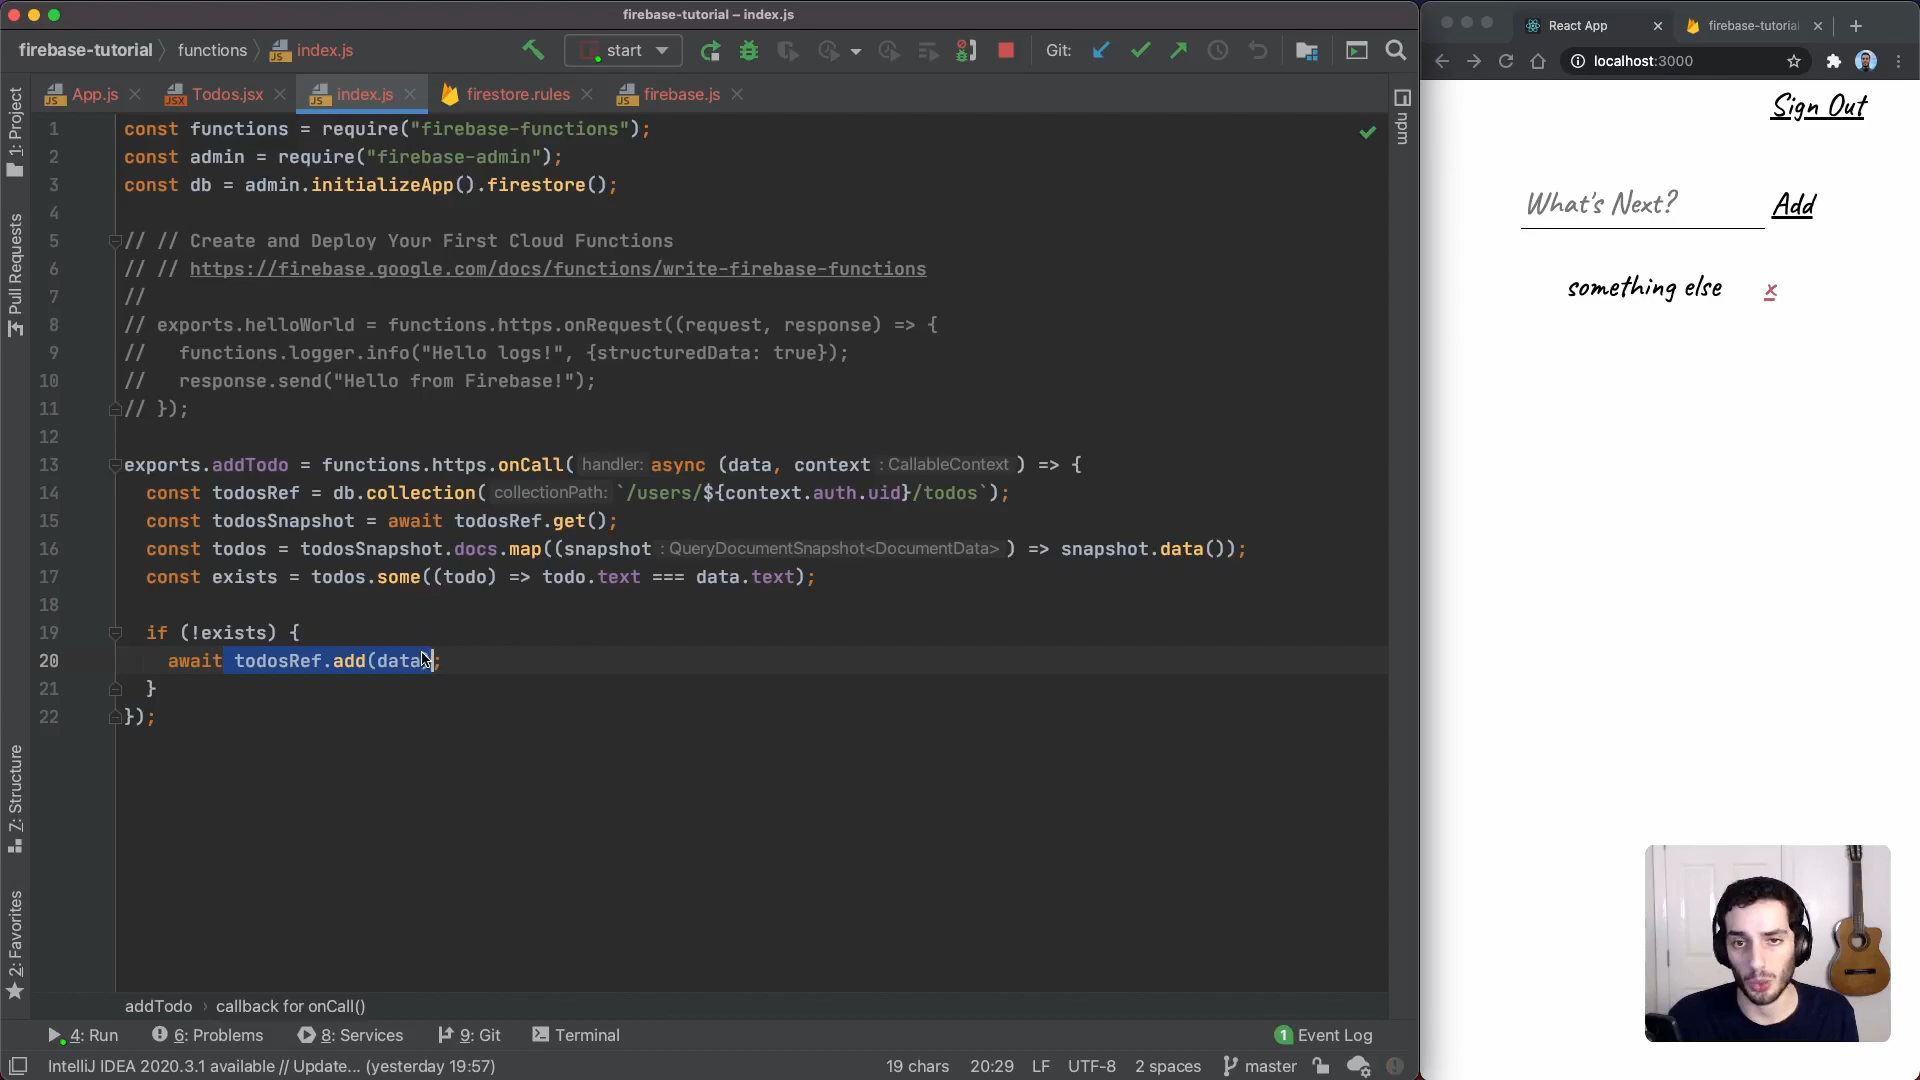 firebase-tutorial – index.js
firebase-tutorial
functions
index.js
start
Git:
App.js
Todos.jsx
index.js
firestore.rules
firebase.js
1: Project
Pull Requests
Z: Structure
2: Favorites
npm
1 const functions = require("firebase-functions");
2 const admin = require("firebase-admin");
3 const db = admin.initializeApp().firestore();
4
5 // // Create and Deploy Your First Cloud Functions
6 // // https://firebase.google.com/docs/functions/write-firebase-functions
7 //
8 // exports.helloWorld = functions.https.onRequest((request, response) => {
9 //   functions.logger.info("Hello logs!", {structuredData: true});
10 //   response.send("Hello from Firebase!");
11 // });
12
13 exports.addTodo = functions.https.onCall( handler: async (data, context : CallableContext ) => {
14   const todosRef = db.collection( collectionPath: `/users/${context.auth.uid}/todos`);
15   const todosSnapshot = await todosRef.get();
16   const todos = todosSnapshot.docs.map((snapshot : QueryDocumentSnapshot<DocumentData> ) => snapshot.data());
17   const exists = todos.some((todo) => todo.text === data.text);
18
19   if (!exists) {
20     await todosRef.add(data);
21   }
22 });
addTodo
callback for onCall()
4: Run
6: Problems
8: Services
9: Git
Terminal
1 Event Log
IntelliJ IDEA 2020.3.1 available // Update... (yesterday 19:57)
19 chars
20:29
LF
UTF-8
2 spaces
master
React App
firebase-tutorial
localhost:3000
Sign Out
What's Next?
Add
something else
x